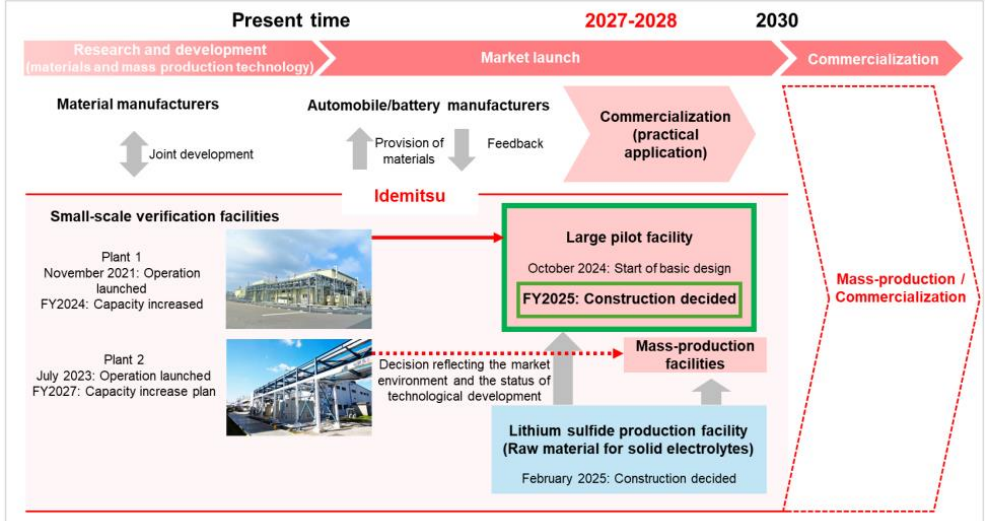 Present time
2027-2028
2030
Research and development
(materials and mass production technology)
Market launch
Commercialization
Material manufacturers
Joint development
Automobile/battery manufacturers
Provision of
materials
Feedback
Commercialization
(practical
application)
Idemitsu
Small-scale verification facilities
Plant 1
November 2021: Operation
launched
FY2024: Capacity increased
Large pilot facility
October 2024: Start of basic design
FY2025: Construction decided
Mass-production /
Commercialization
Plant 2
July 2023: Operation launched
FY2027: Capacity increase plan
Decision reflecting the market
environment and the status of
technological development
Mass-production
facilities
Lithium sulfide production facility
(Raw material for solid electrolytes)
February 2025: Construction decided